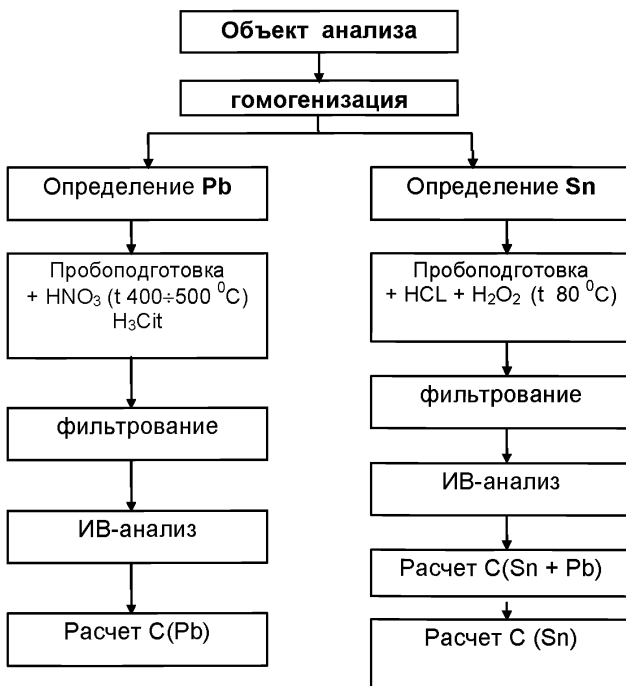 Объект анализа
гомогенизация
Определение Pb
Пробоподготовка
+ HNO₃ (t 400÷500 ⁰C)
H₃Cit
фильтрование
ИВ-анализ
Расчет С(Pb)
Определение Sn
Пробоподготовка
+ HCL + H₂O₂ (t 80 ⁰C)
фильтрование
ИВ-анализ
Расчет С(Sn + Pb)
Расчет С (Sn)